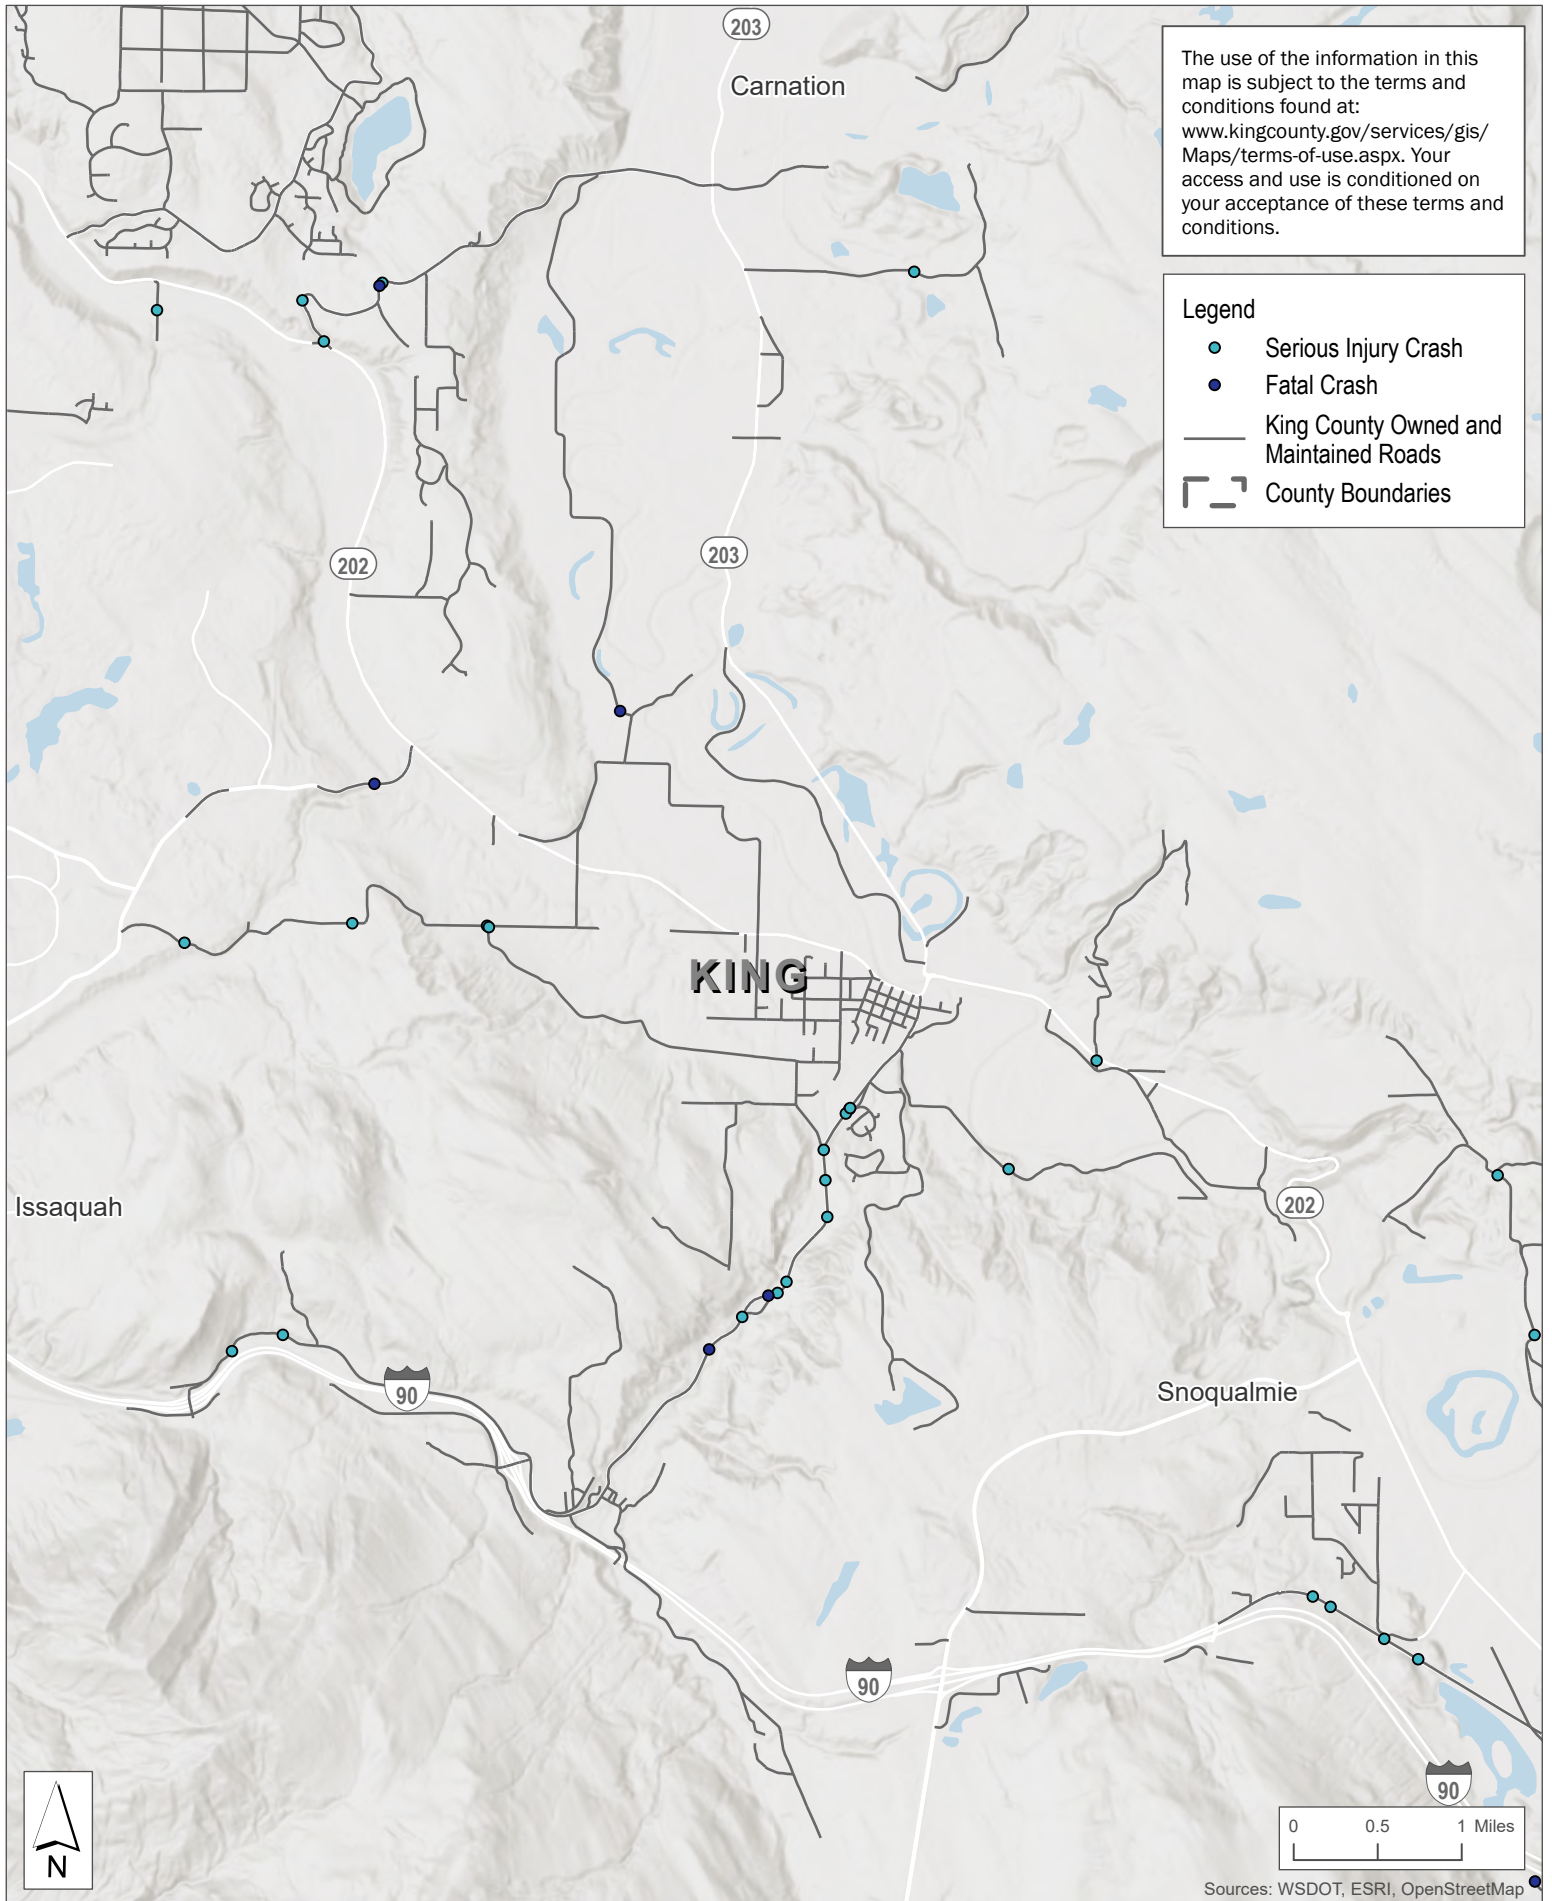 203
Carnation
The use of the information in this
map is subject to the terms and
conditions found at:
www.kingcounty.gov/services/gis/
Maps/terms-of-use.aspx. Your
access and use is conditioned on
your acceptance of these terms and
conditions.
Legend
Serious Injury Crash
Fatal Crash
King County Owned and
Maintained Roads
County Boundaries
202
203
KING
Issaquah
202
90
Snoqualmie
90
90
0 0.5 1 Miles
N
Sources: WSDOT, ESRI, OpenStreetMap